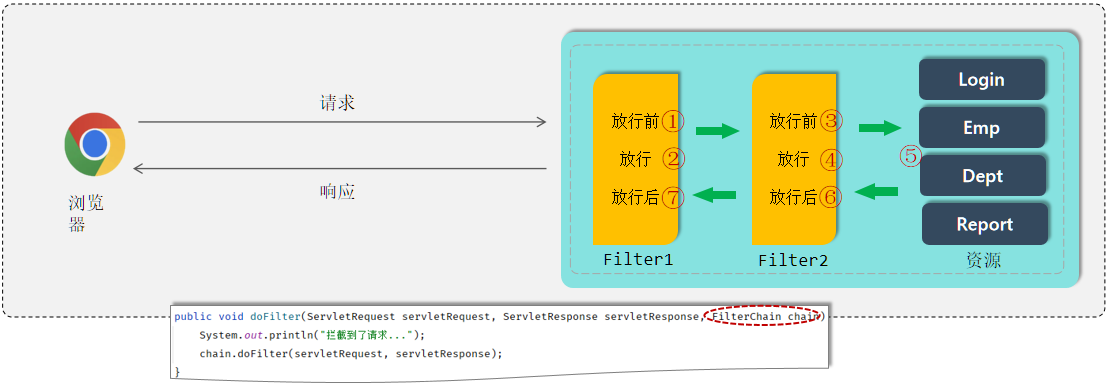 请求
响应
浏览
器
放行前①
放行 ②
放行后⑦
Filter1
放行前③
放行 ④
放行后⑥
Filter2
⑤
Login
Emp
Dept
Report
资源
public void doFilter(ServletRequest servletRequest, ServletResponse servletResponse, FilterChain chain)
System.out.println("拦截到了请求...");
chain.doFilter(servletRequest, servletResponse);
}